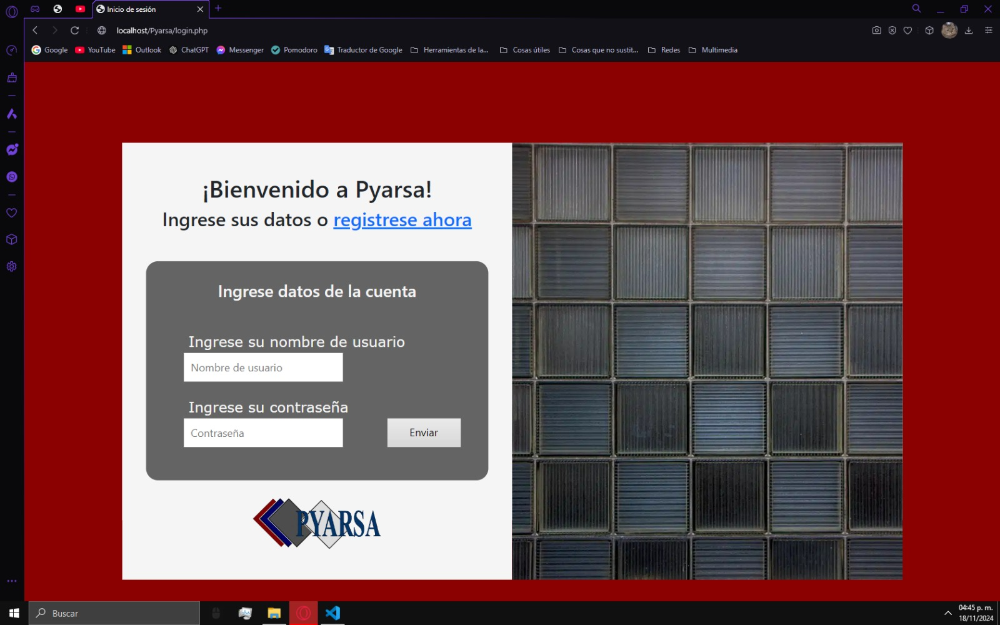 Inicio de sesión
localhost/Pyarsa/login.php
Google YouTube Outlook ChatGPT Messenger Pomodoro Traductor de Google Herramientas de la... Cosas útiles Cosas que no sustit... Redes Multimedia
¡Bienvenido a Pyarsa!
Ingrese sus datos o registrese ahora
Ingrese datos de la cuenta
Ingrese su nombre de usuario
Nombre de usuario
Ingrese su contraseña
Contraseña
Enviar
PYARSA
Buscar
04:45 p. m.
18/11/2024